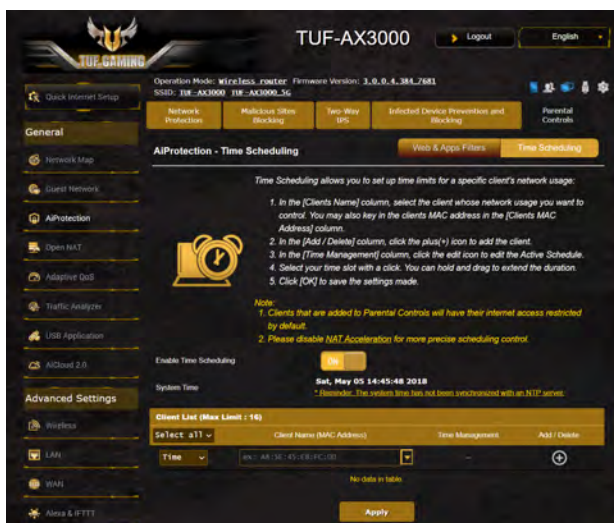 TUF GAMING
TUF-AX3000
Logout
English
Operation Mode: Wireless router Firmware Version: 3.0.0.4.384_7681
SSID: TUF-AX3000 TUF-AX3000_5G
Quick Internet Setup
General
Network Map
Guest Network
AiProtection
Open NAT
Adaptive QoS
Traffic Analyzer
USB Application
AiCloud 2.0
Advanced Settings
Wireless
LAN
WAN
Alexa & IFTTT
Network Protection
Malicious Sites Blocking
Two-Way IPS
Infected Device Prevention and Blocking
Parental Controls
AiProtection - Time Scheduling
Web & Apps Filters
Time Scheduling
Time Scheduling allows you to set up time limits for a specific client's network usage:
1. In the [Clients Name] column, select the client whose network usage you want to
control. You may also key in the clients MAC address in the [Clients MAC
Address] column.
2. In the [Add / Delete] column, click the plus(+) icon to add the client.
3. In the [Time Management] column, click the edit icon to edit the Active Schedule.
4. Select your time slot with a click. You can hold and drag to extend the duration.
5. Click [OK] to save the settings made.
Note:
1. Clients that are added to Parental Controls will have their internet access restricted
by default.
2. Please disable NAT Acceleration for more precise scheduling control.
Enable Time Scheduling
ON
System Time
Sat, May 05 14:45:48 2018
* Reminder: The system time has not been synchronized with an NTP server.
Client List (Max Limit : 16)
Select all
Client Name (MAC Address)
Time Management
Add / Delete
Time
No data in table.
Apply